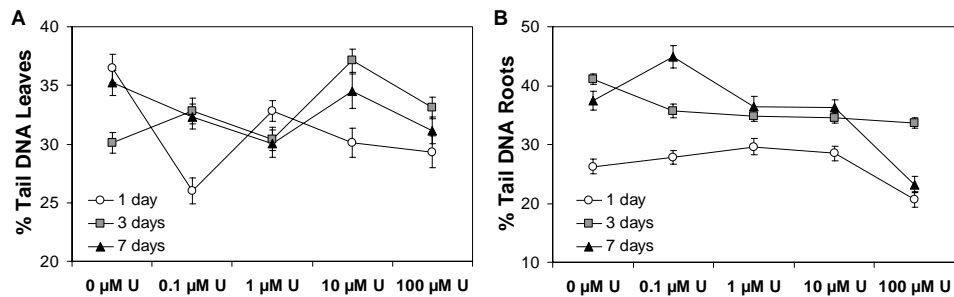 A
% Tail DNA Leaves
40
35
30
25
20
1 day
3 days
7 days
0 µM U 0.1 µM U 1 µM U 10 µM U 100 µM U
B
% Tail DNA Roots
50
40
30
20
10
1 day
3 days
7 days
0 µM U 0.1 µM U 1 µM U 10 µM U 100 µM U